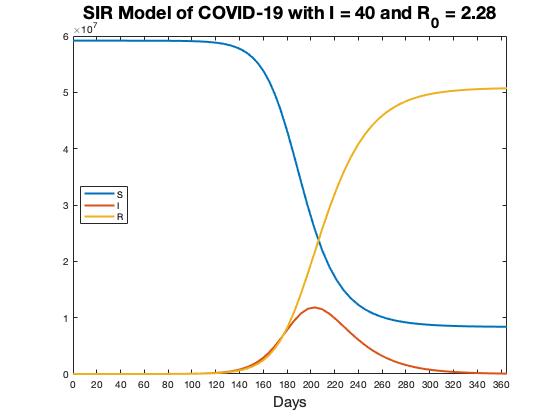 SIR Model of COVID-19 with I = 40 and R0 = 2.28
×10^7
6
5
4
3
2
1
0
S
I
R
0 20 40 60 80 100 120 140 160 180 200 220 240 260 280 300 320 340 360
Days